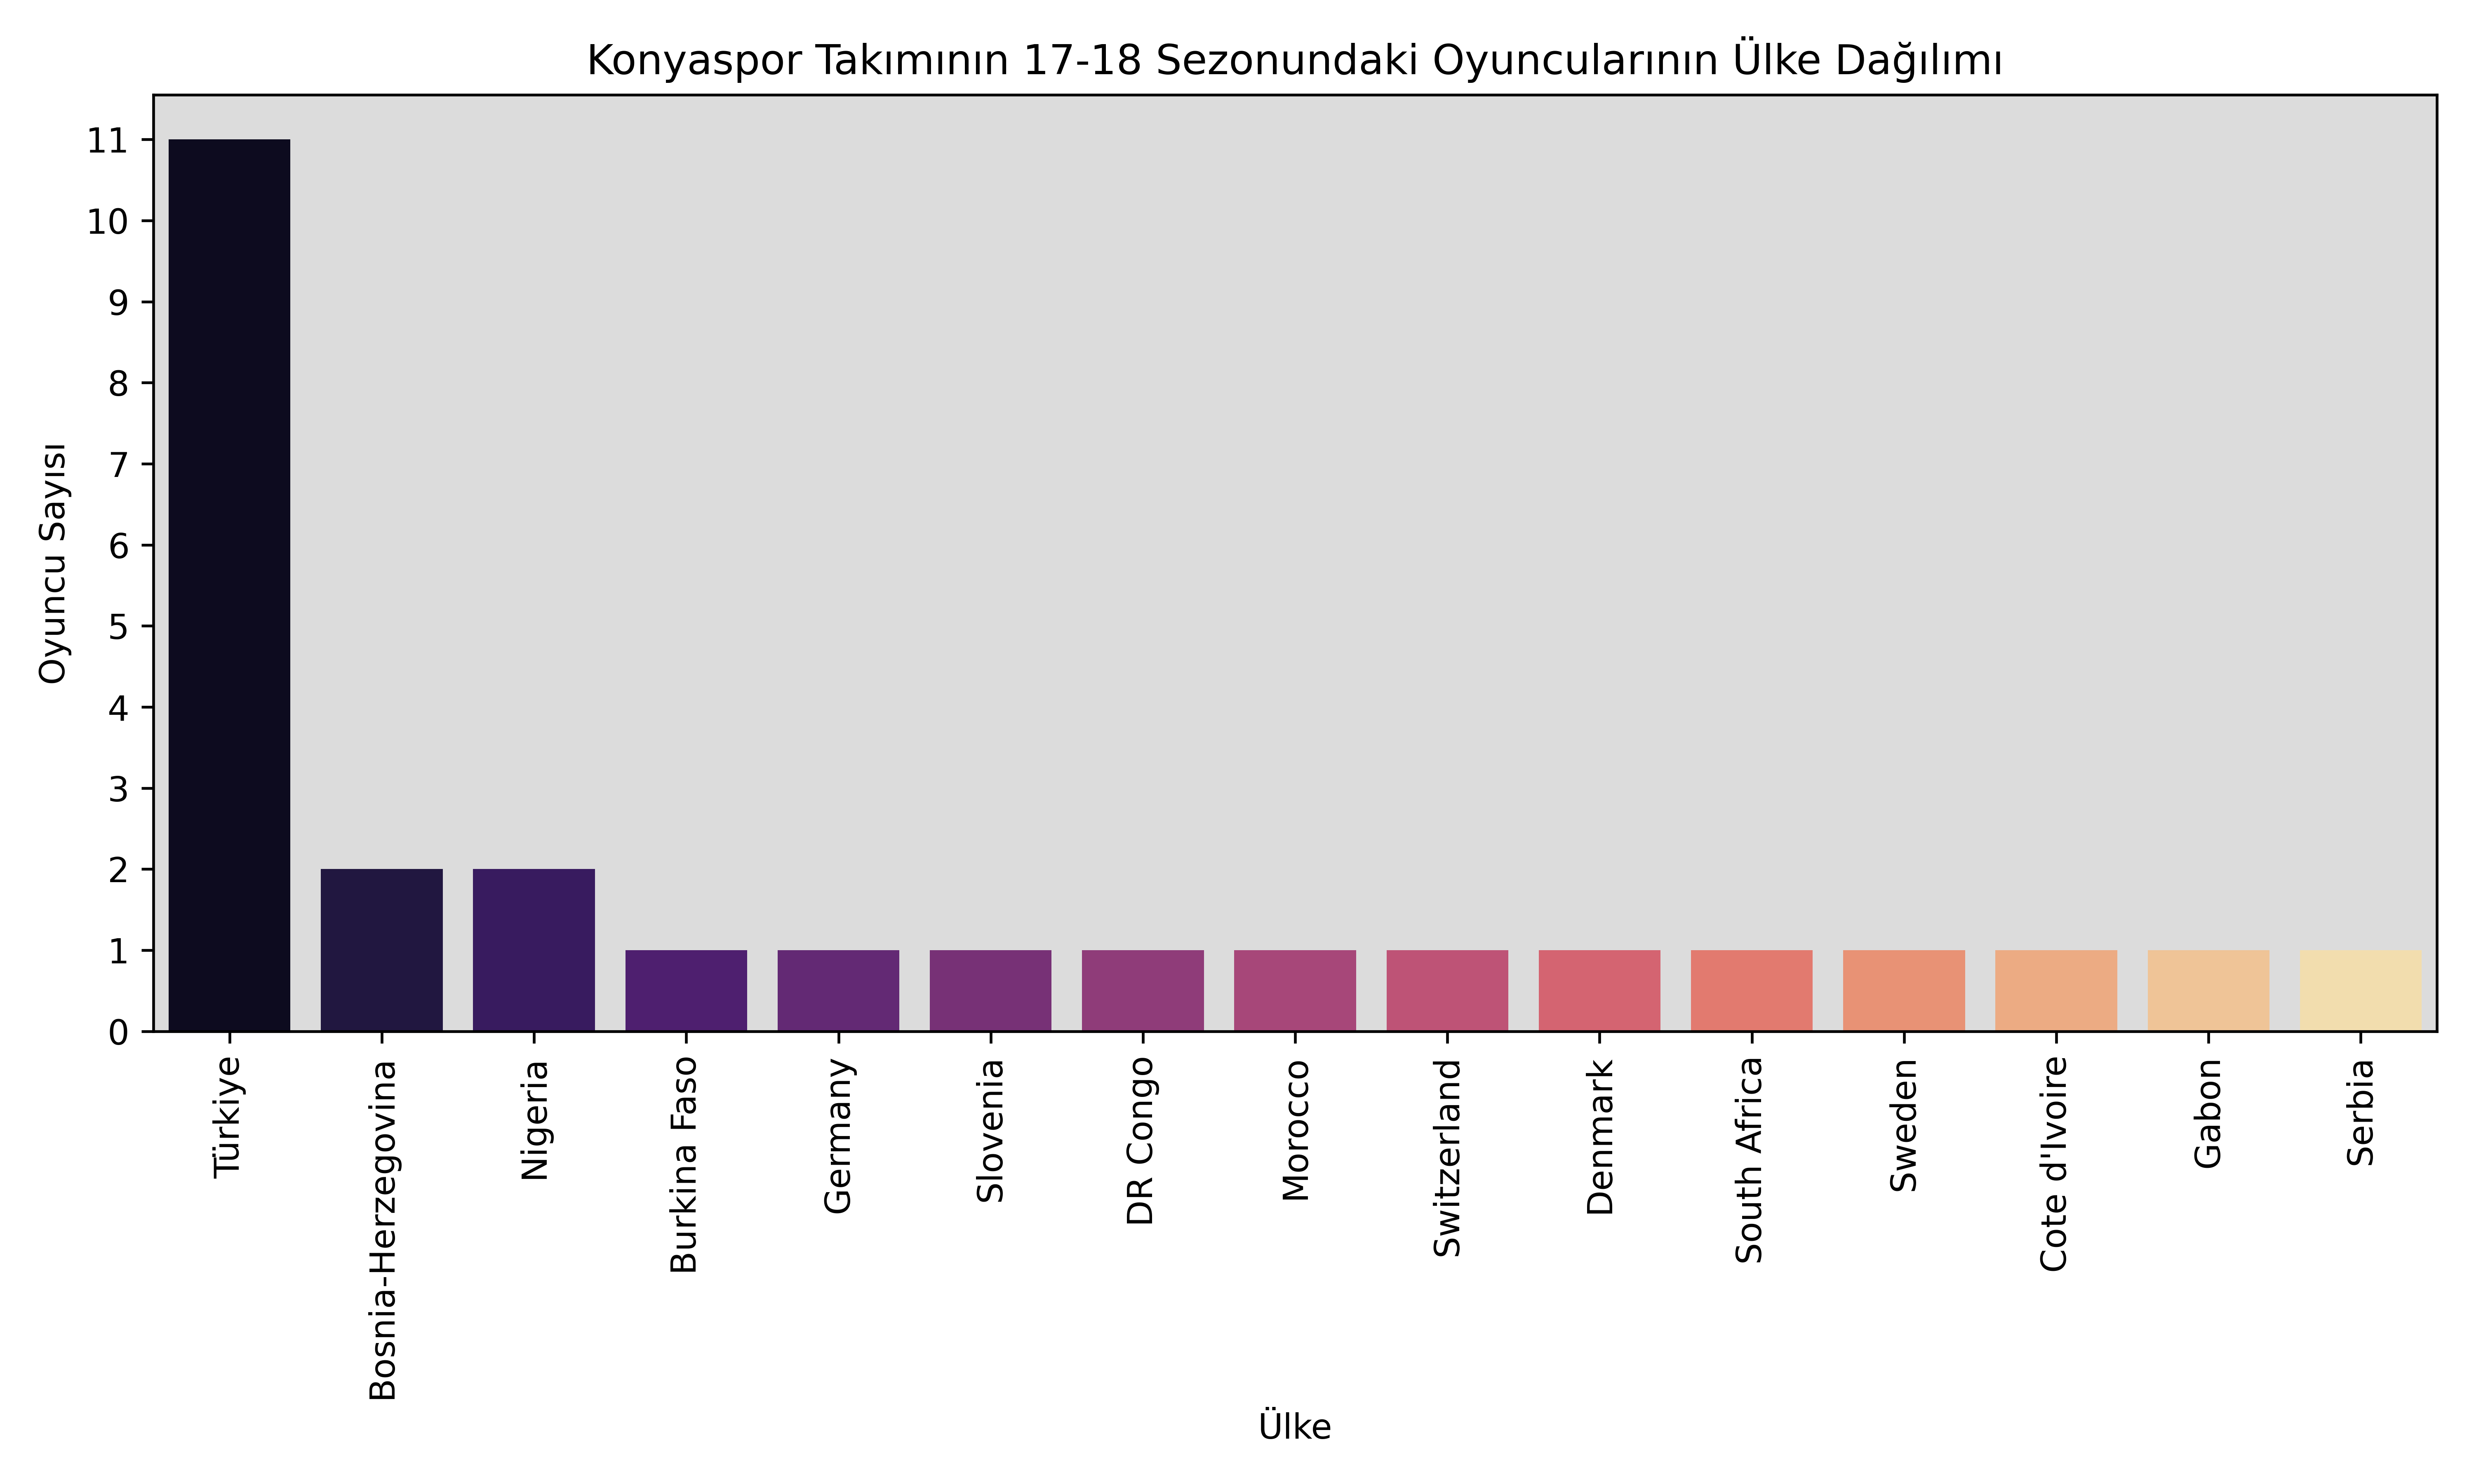 Konyaspor Takımının 17-18 Sezonundaki Oyuncularının Ülke Dağılımı
Oyuncu Sayısı
11
10
9
8
7
6
5
4
3
2
1
0
Türkiye
Bosnia-Herzegovina
Nigeria
Burkina Faso
Germany
Slovenia
DR Congo
Morocco
Switzerland
Denmark
South Africa
Sweden
Cote d'Ivoire
Gabon
Serbia
Ülke